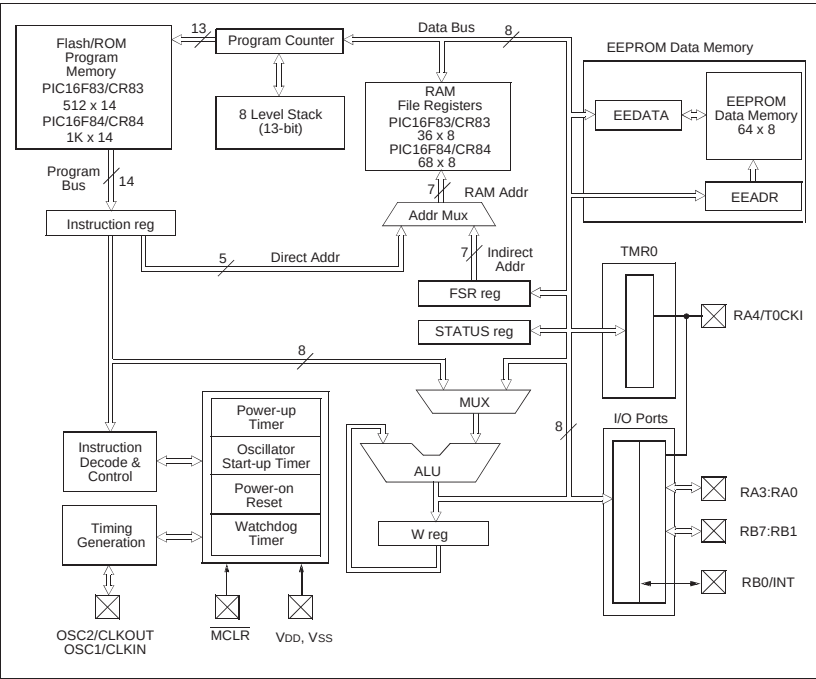 Flash/ROM
Program
Memory
PIC16F83/CR83
512 x 14
PIC16F84/CR84
1K x 14
13
Program Counter
Data Bus
8
8 Level Stack
(13-bit)
RAM
File Registers
PIC16F83/CR83
36 x 8
PIC16F84/CR84
68 x 8
EEPROM Data Memory
EEDATA
EEPROM
Data Memory
64 x 8
EEADR
Program
Bus
14
7
RAM Addr
Addr Mux
Instruction reg
5
Direct Addr
7
Indirect
Addr
FSR reg
STATUS reg
TMR0
RA4/T0CKI
8
MUX
Power-up
Timer
Oscillator
Start-up Timer
Power-on
Reset
Watchdog
Timer
Instruction
Decode &
Control
Timing
Generation
ALU
8
W reg
I/O Ports
RA3:RA0
RB7:RB1
RB0/INT
OSC2/CLKOUT
OSC1/CLKIN
MCLR
VDD, VSS